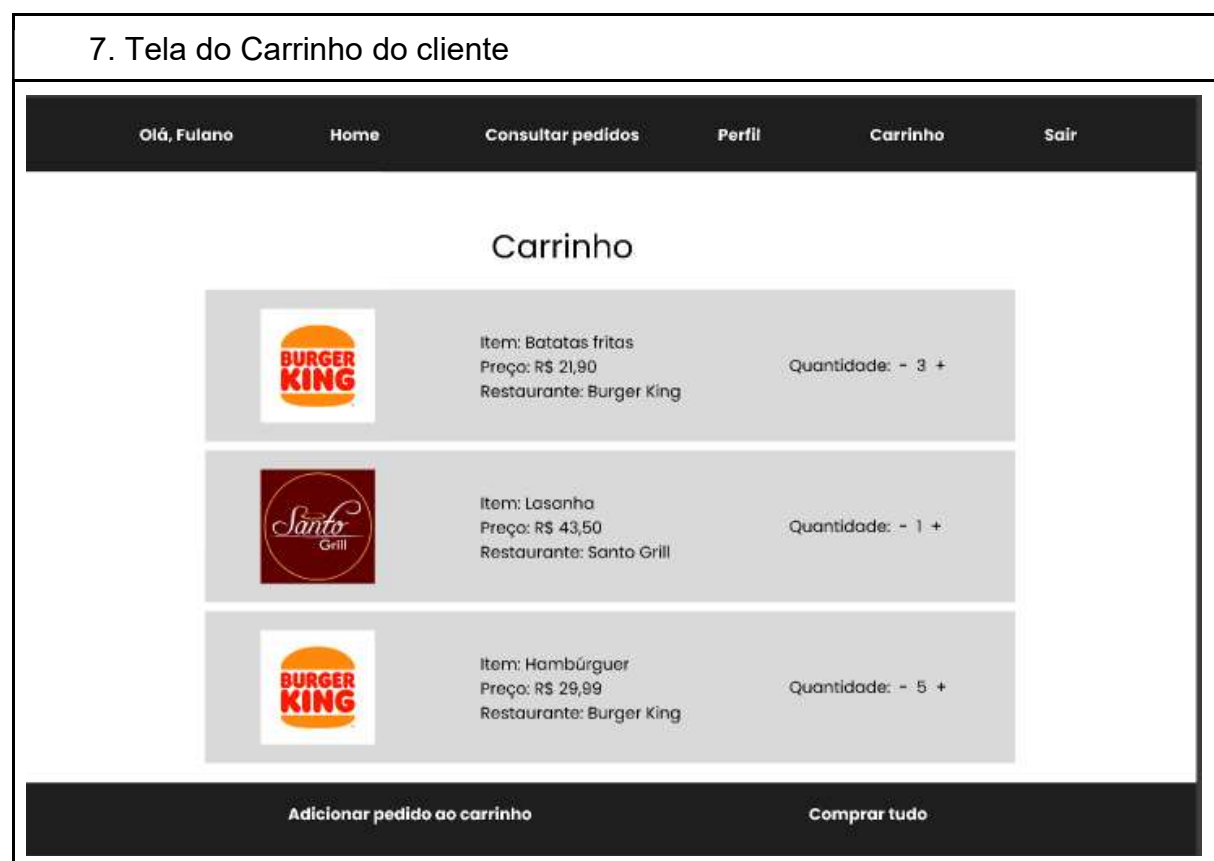 7. Tela do Carrinho do cliente
Olá, Fulano Home Consultar pedidos Perfil Carrinho Sair
Carrinho
BURGER
KING
Item: Batatas fritas
Preço: R$ 21,90
Restaurante: Burger King
Quantidade: - 3 +
Santo
Grill
Item: Lasanha
Preço: R$ 43,50
Restaurante: Santo Grill
Quantidade: - 1 +
BURGER
KING
Item: Hambúrguer
Preço: R$ 29,99
Restaurante: Burger King
Quantidade: - 5 +
Adicionar pedido ao carrinho Comprar tudo